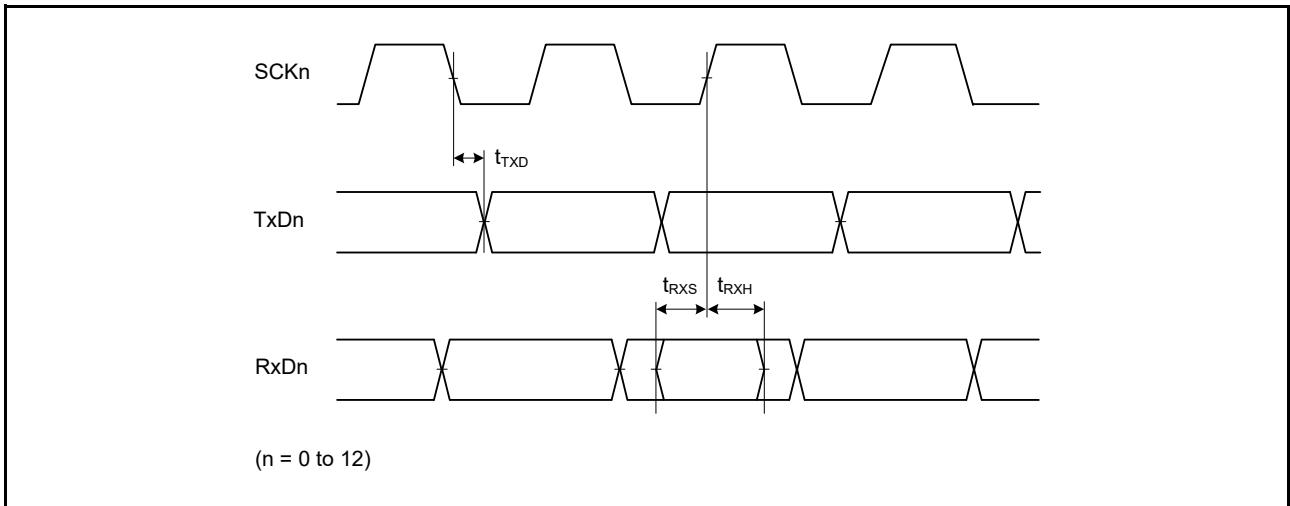 SCKn
tTXD
TxDn
tRXS tRXH
RxDn
(n = 0 to 12)